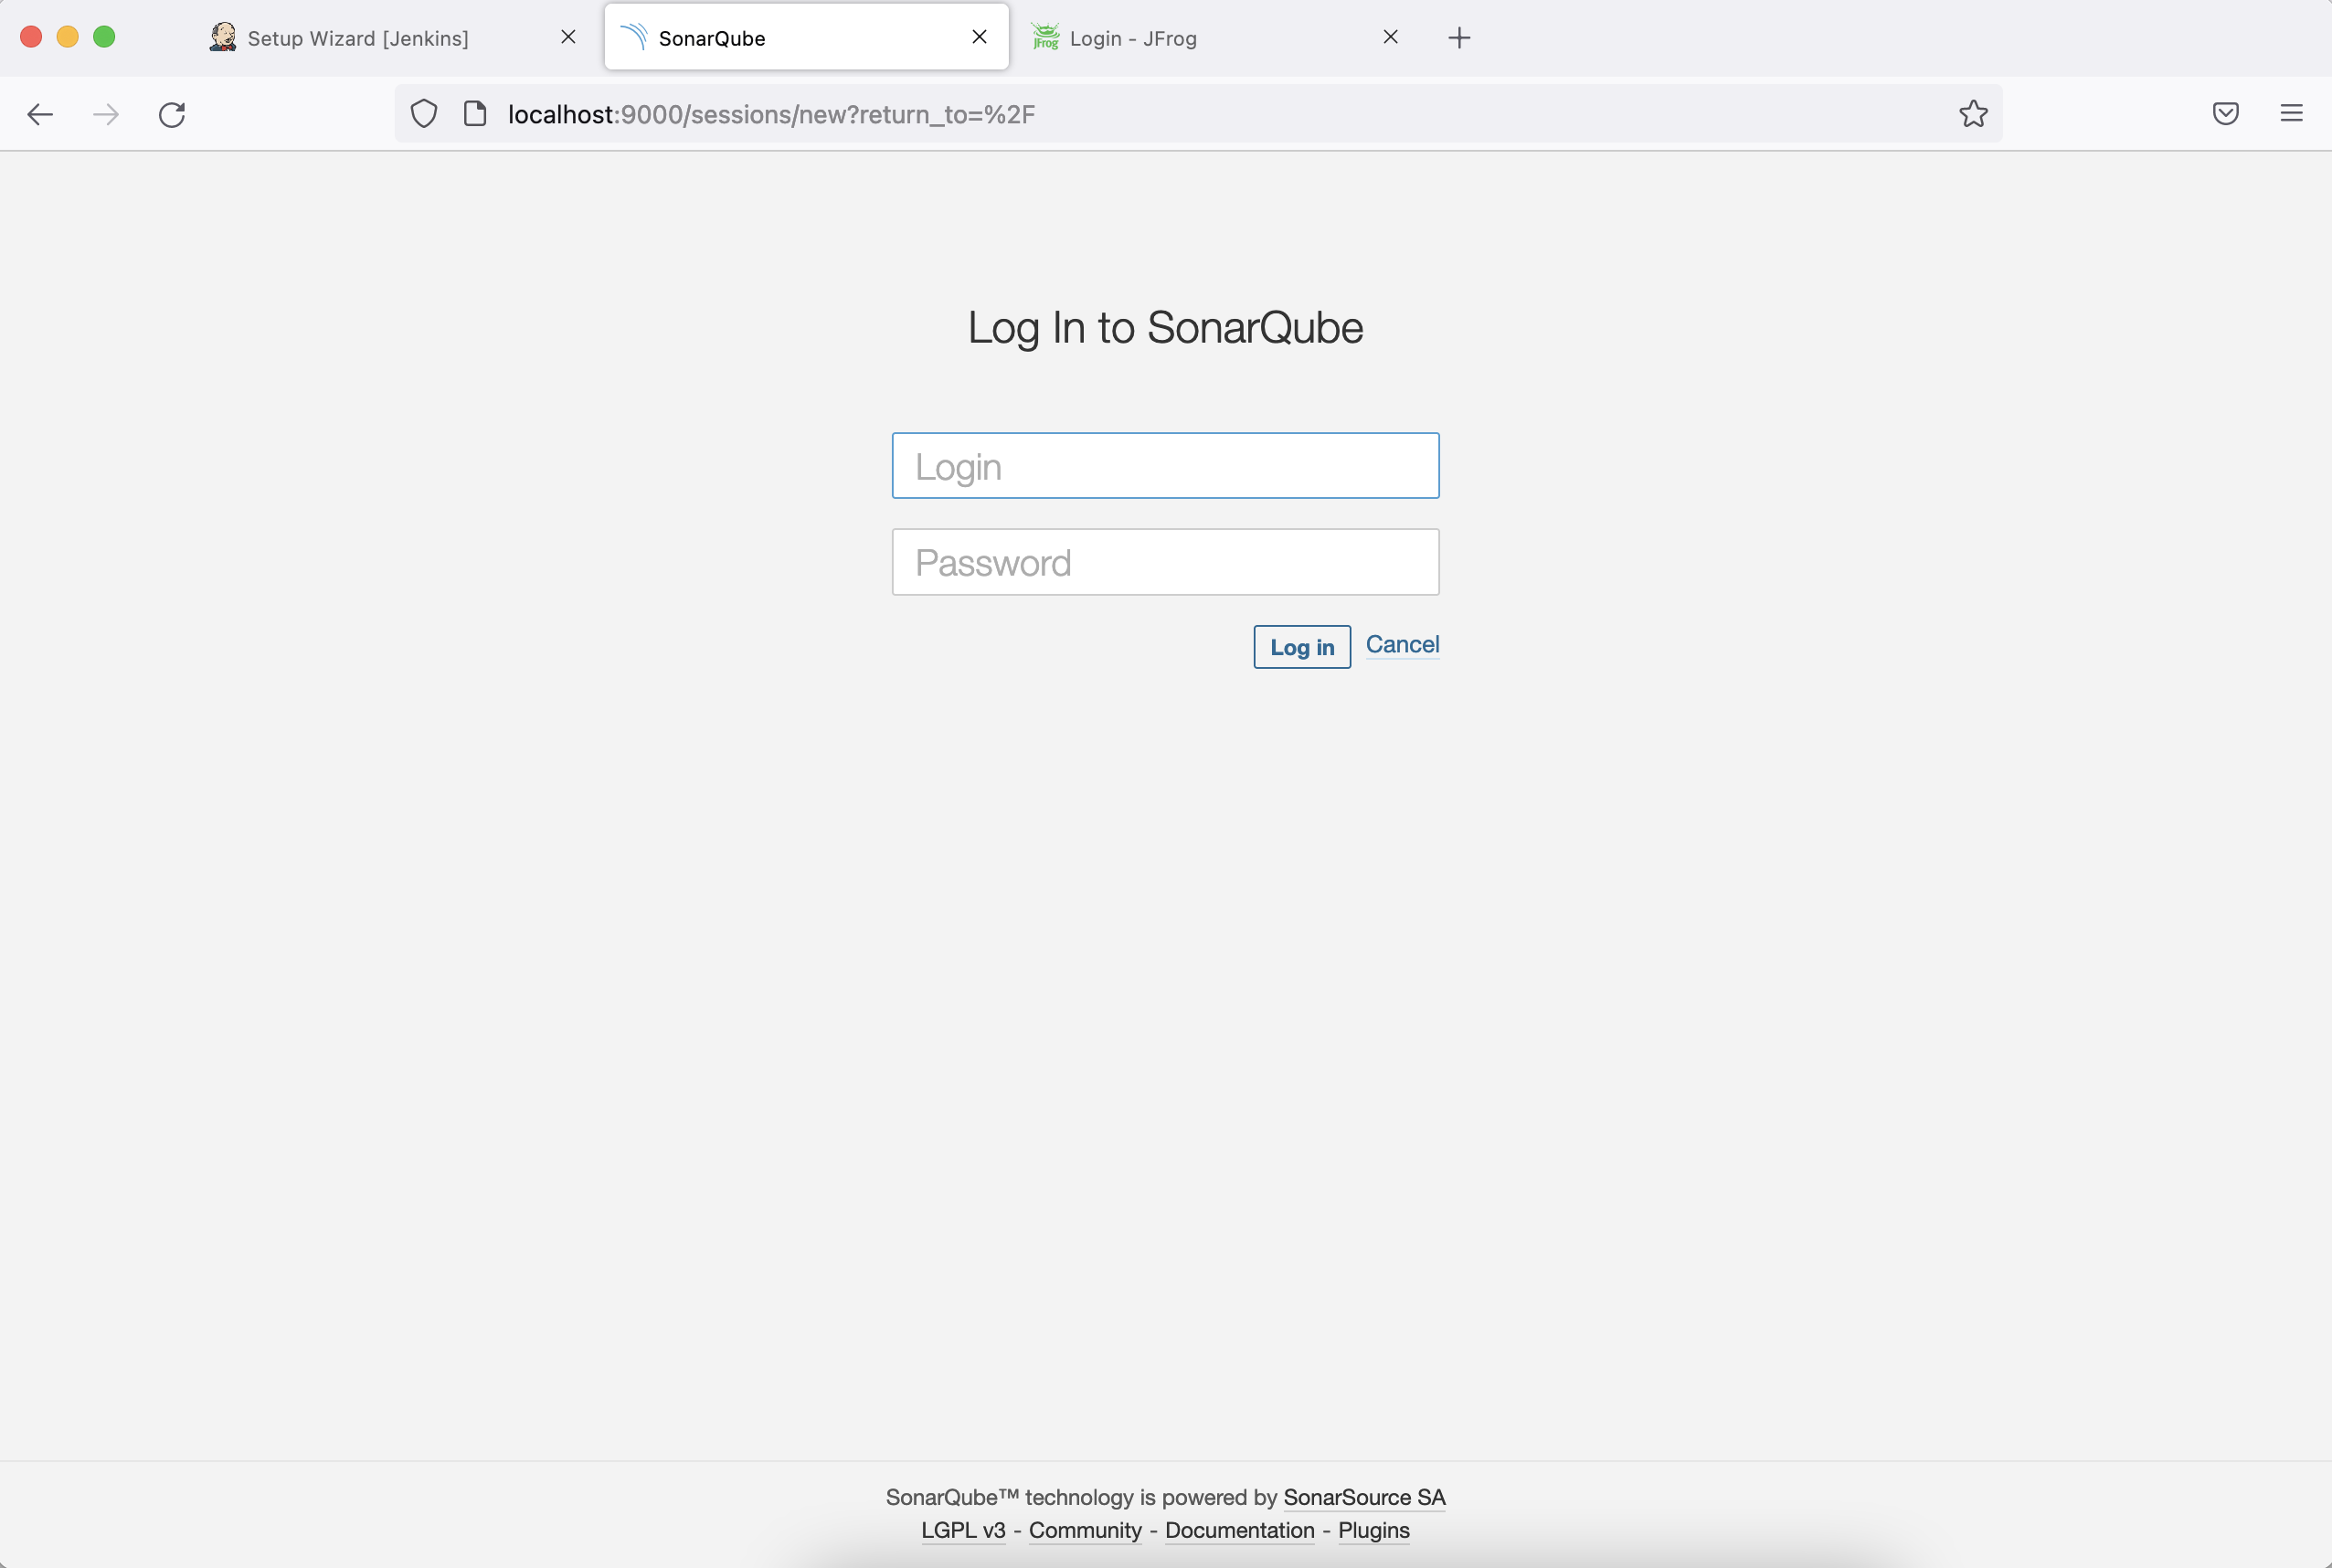 Setup Wizard [Jenkins]
SonarQube
JFrog
Login - JFrog
localhost:9000/sessions/new?return_to=%2F
Log In to SonarQube
Login
Password
Log in Cancel
SonarQube™ technology is powered by SonarSource SA
LGPL v3 - Community - Documentation - Plugins